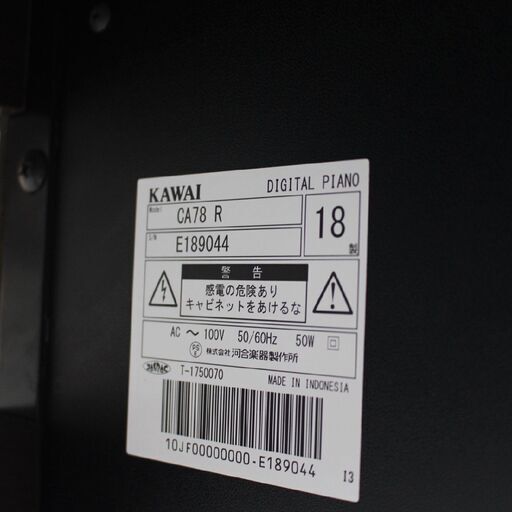 KAWAI DIGITAL PIANO
Model CA78 R
18製
S/N E189044
警告
感電の危険あり
キャビネットをあけるな
AC ～ 100V 50/60Hz 50W
PS E 株式会社 河合楽器製作所
T-1750070 MADE IN INDONESIA
10JF00000000-E189044
I3